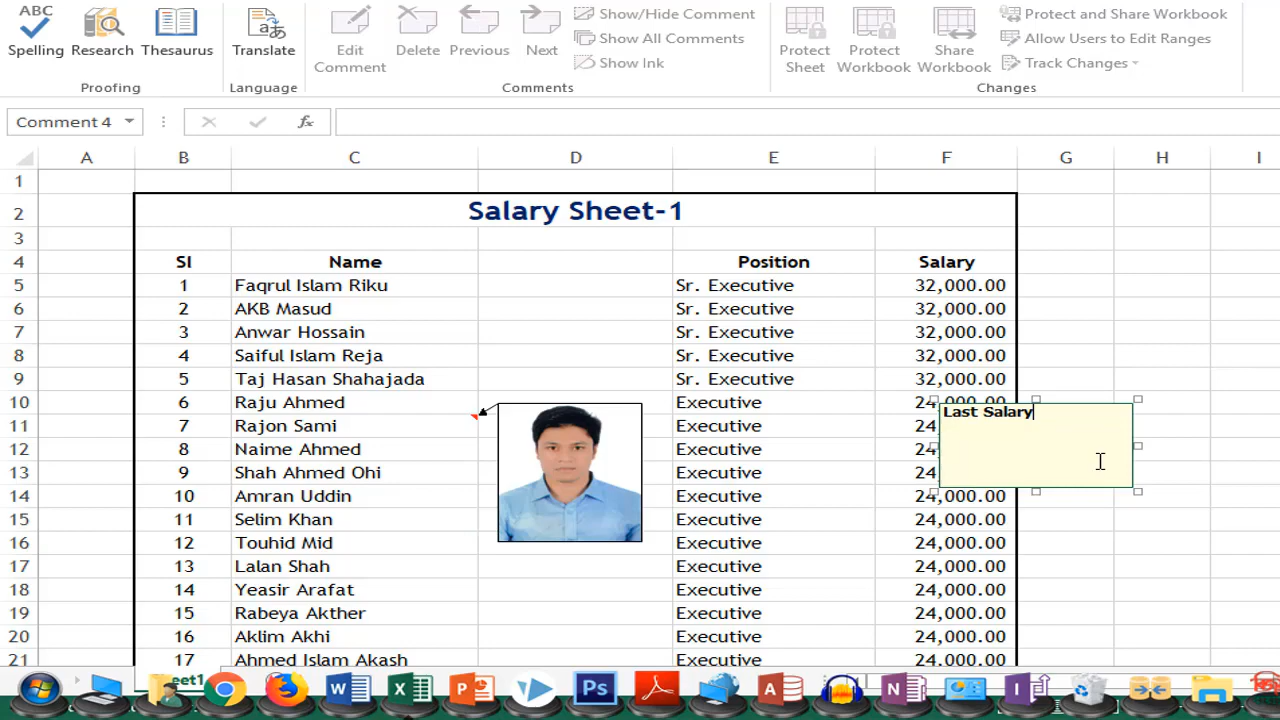 ABC
Spelling Research Thesaurus Translate Edit Comment Delete Previous Next Show/Hide Comment Protect Sheet Protect Workbook Share Workbook Protect and Share Workbook
Show All Comments Allow Users to Edit Ranges
Show Ink Track Changes
Proofing Language Comments Changes
Comment 4 fx
A B C D E F G H I
1
2 Salary Sheet-1
3
4 Sl Name Position Salary
5 1 Faqrul Islam Riku Sr. Executive 32,000.00
6 2 AKB Masud Sr. Executive 32,000.00
7 3 Anwar Hossain Sr. Executive 32,000.00
8 4 Saiful Islam Reja Sr. Executive 32,000.00
9 5 Taj Hasan Shahajada Sr. Executive 32,000.00
10 6 Raju Ahmed Executive 24,000.00
Last Salary
11 7 Rajon Sami Executive 24
12 8 Naime Ahmed Executive 24
13 9 Shah Ahmed Ohi Executive 24
14 10 Amran Uddin Executive 24,000.00
15 11 Selim Khan Executive 24,000.00
16 12 Touhid Mid Executive 24,000.00
17 13 Lalan Shah Executive 24,000.00
18 14 Yeasir Arafat Executive 24,000.00
19 15 Rabeya Akther Executive 24,000.00
20 16 Aklim Akhi Executive 24,000.00
21 17 Ahmed Islam Akash Executive 24,000.00